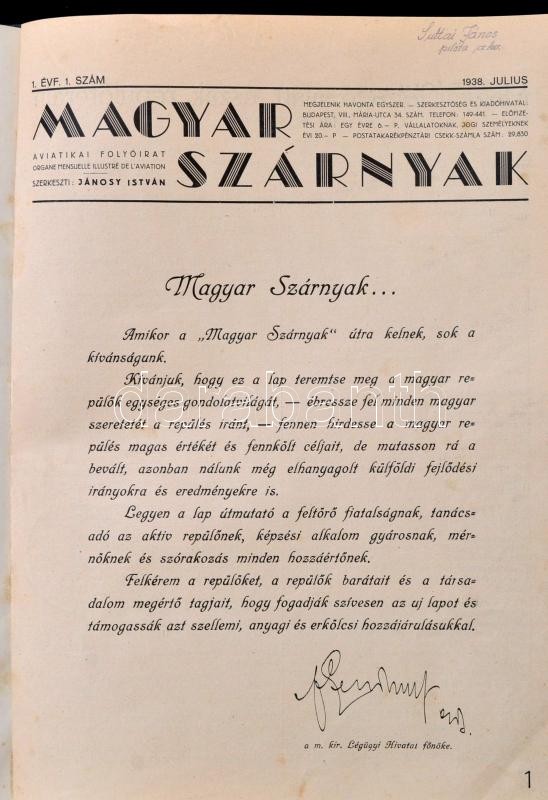 Suttai János
pilóta
1. ÉVF. 1. SZÁM
1938. JULIUS
MAGYAR
SZÁRNYAK
AVIATIKAI FOLYÓIRAT
ORGANE MENSUELLE ILLUSTRÉ DE L'AVIATION
SZERKESZTI: JÁNOSY ISTVÁN
MEGJELENIK HAVONTA EGYSZER. — SZERKESZTŐSÉG ÉS KIADÓHIVATAL:
BUDAPEST, VIII., MÁRIA-UTCA 34. SZÁM. TELEFON: 149-441. — ELŐFIZE-
TÉSI ÁRA: EGY ÉVRE 6.— P, VÁLLALATOKNAK, JOGI SZEMÉLYEKNEK
ÉVI 20.— P — POSTATAKARÉKPÉNZTÁRI CSEKK-SZÁMLA SZÁM: 29,830
Magyar Szárnyak...
Amikor a „Magyar Szárnyak" útra kelnek, sok a
kívánságunk.
Kívánjuk, hogy ez a lap teremtse meg a magyar re-
pülők egységes gondolatvilágát, — ébressze fel minden magyar
szeretetét a repülés iránt, — fennen hirdesse a magyar re-
pülés magas értékét és fennkölt céljait, de mutasson rá a
bevált, azonban nálunk még elhanyagolt külföldi fejlődési
irányokra és eredményekre is.
Legyen a lap útmutató a feltörő fiatalságnak, tanács-
adó az aktiv repülőnek, képzési alkalom gyárosnak, mér-
nöknek és szórakozás minden hozzáértőnek.
Felkérem a repülőket, a repülők barátait és a társa-
dalom megértő tagjait, hogy fogadják szívesen az uj lapot és
támogassák azt szellemi, anyagi és erkölcsi hozzájárulásukkal.
a m. kir. Légügyi Hivatal főnöke.
1
darabanth